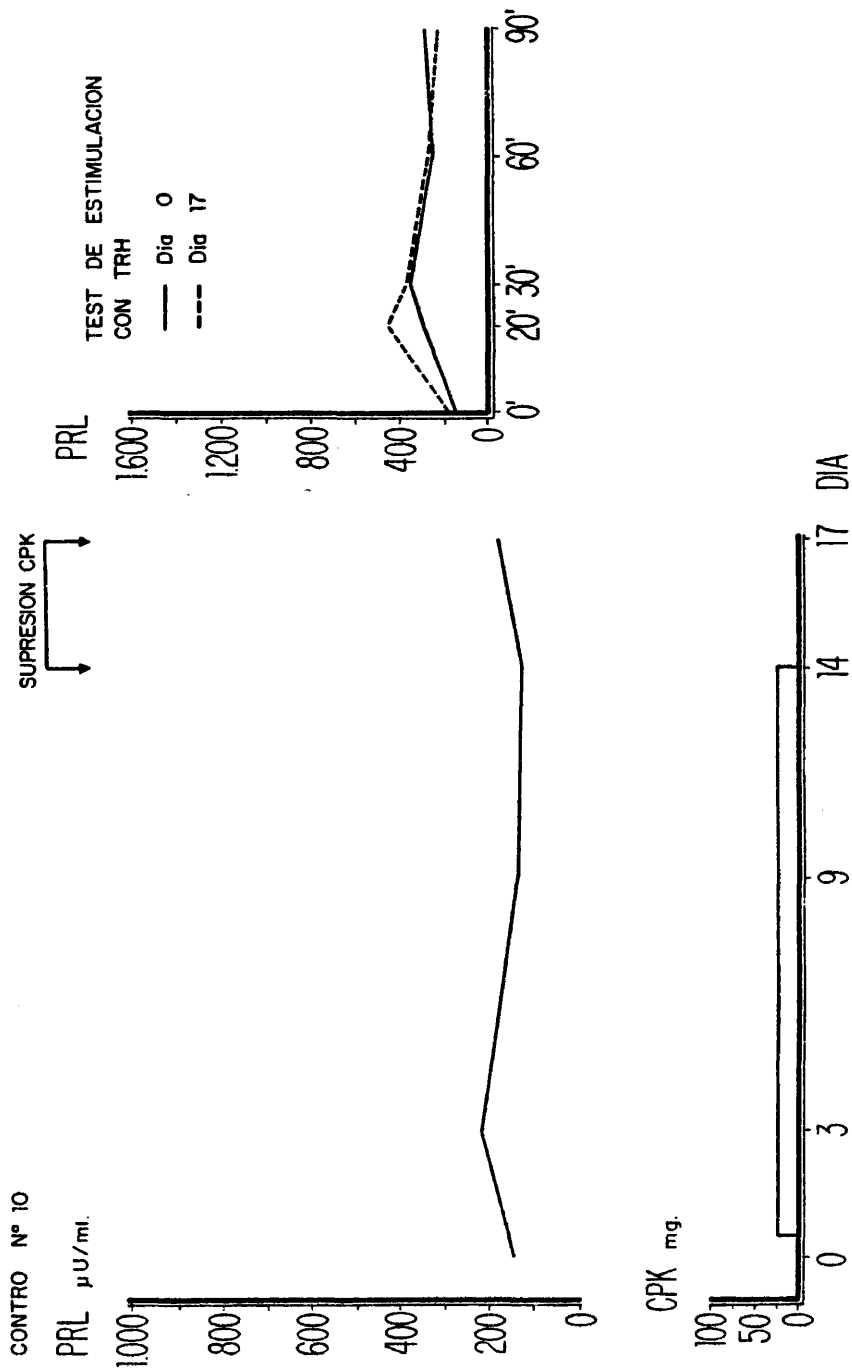 CONTRO Nº 10
SUPRESION CPK
PRL µU/ml.
1.000
800
600
400
200
0
CPK mg.
100
50
0
0 3 9 14 17 DIA
PRL
1.600
1.200
800
400
0
0' 20' 30' 60' 90'
TEST DE ESTIMULACION
CON TRH
Dia 0
Dia 17